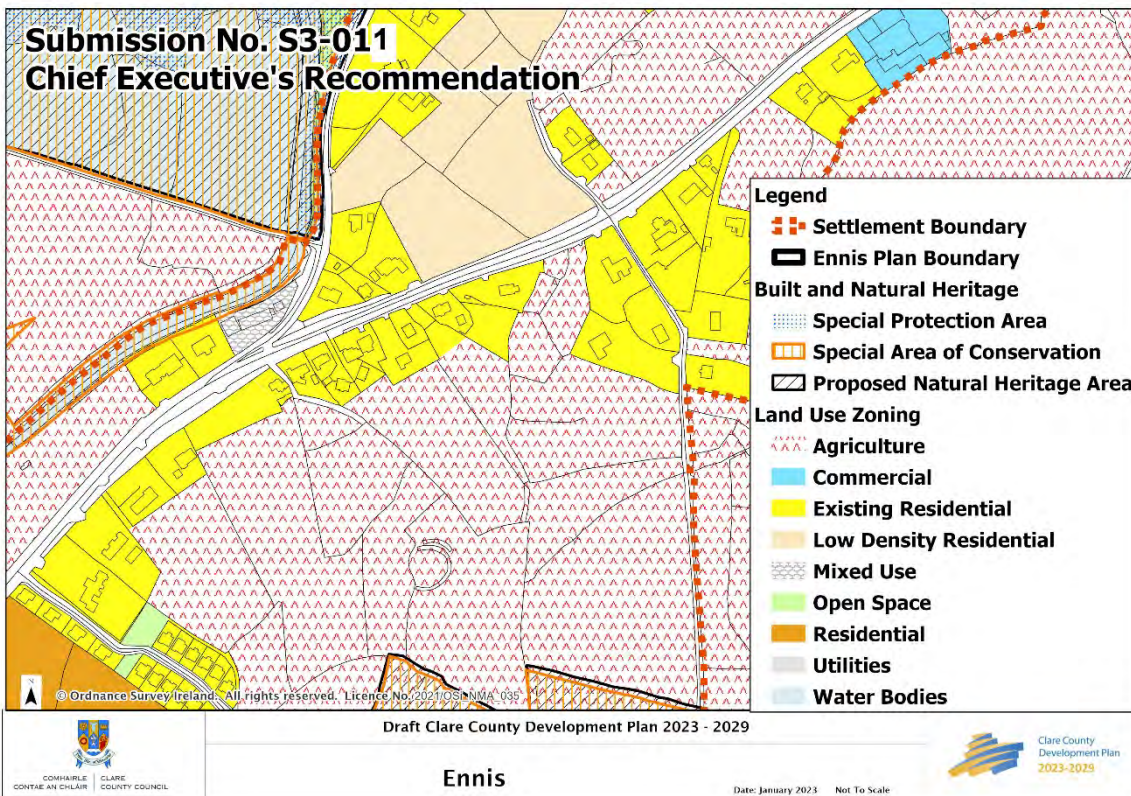 Submission No. S3-011
Chief Executive's Recommendation
Legend
Settlement Boundary
Ennis Plan Boundary
Built and Natural Heritage
Special Protection Area
Special Area of Conservation
Proposed Natural Heritage Area
Land Use Zoning
Agriculture
Commercial
Existing Residential
Low Density Residential
Mixed Use
Open Space
Residential
Utilities
Water Bodies
N
© Ordnance Survey Ireland. All rights reserved. Licence No. 2021/OSi_NMA_035
Draft Clare County Development Plan 2023 - 2029
COMHAIRLE CLARE
CONTAE AN CHLÁIR COUNTY COUNCIL
Ennis
Date: January 2023 Not To Scale
Clare County
Development Plan
2023-2029